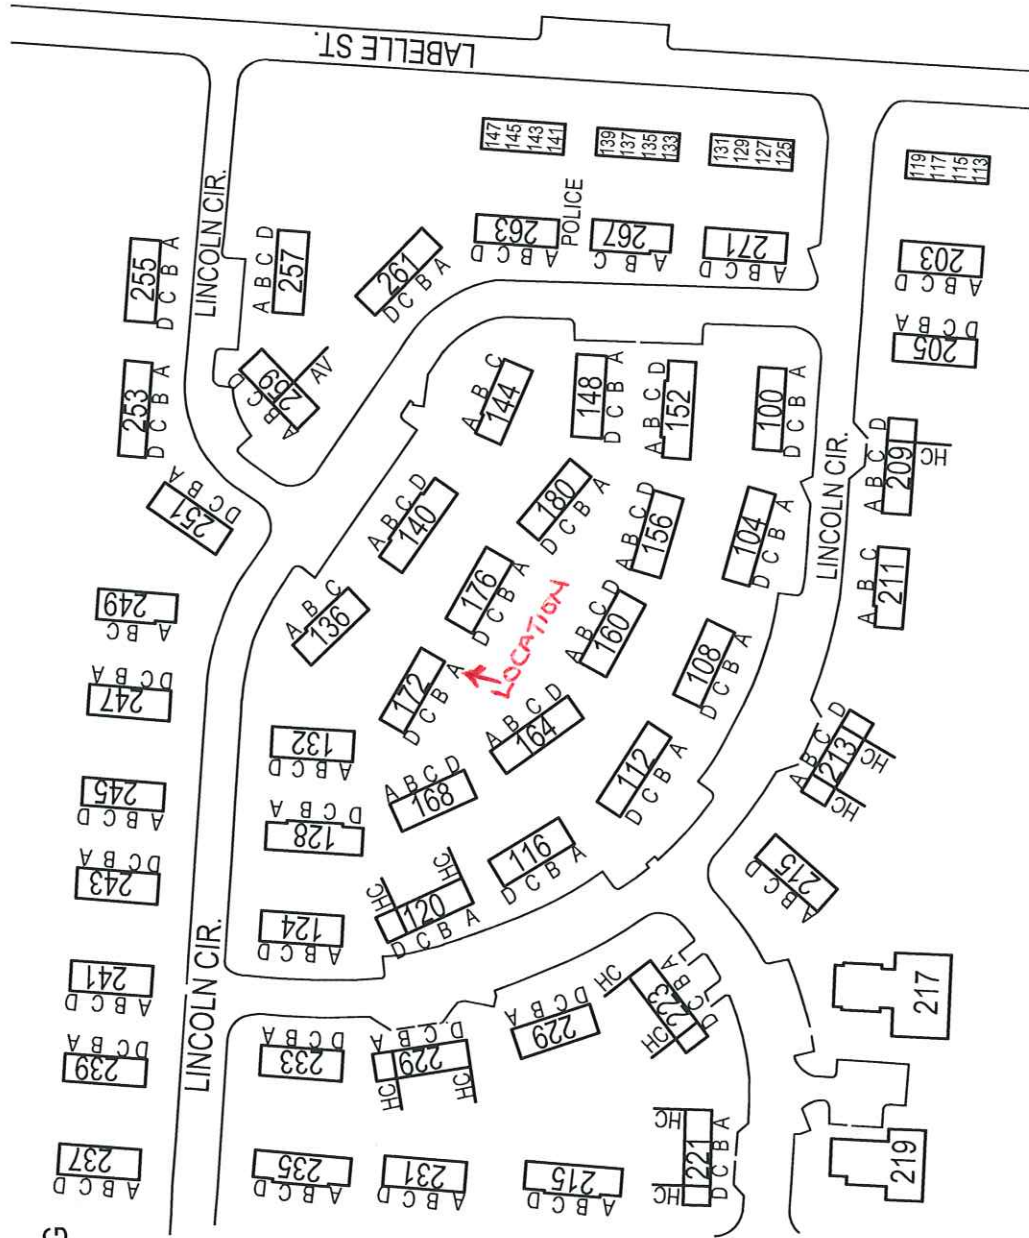 LABELLE ST.
LINCOLN CIR.
147
145
143
141
139
137
135
133
131
129
127
125
119
117
115
113
POLICE
263
A B C D
267
A B C
271
A B C D
203
A B C D
205
D C B A
255
D C B A
257
A B C D
261
D C B A
253
D C B A
259
A B C D
AV
251
D C B A
144
A B C
148
D C B A
152
A B C D
100
D C B A
LINCOLN CIR.
209
A B C D
HC
140
A B C D
180
D C B A
156
A B C D
104
D C B A
211
A B C
249
A B C
136
A B C
176
D C B A
LOCATION
160
A B C D
108
D C B A
247
D C B A
172
D C B A
132
A B C D
164
A B C D
112
D C B A
213
A B C D
HC
HC
245
A B C D
128
D C B A
168
A B C D
116
D C B A
215
A B C D
243
D C B A
124
A B C D
120
D C B A
HC
HC
LINCOLN CIR.
241
A B C D
239
D C B A
233
D C B A
229
D C B A
HC
HC
229
D C B A
223
D C B A
HC
HC
217
237
A B C D
235
A B C D
231
A B C D
215
A B C D
221
D C B A
HC
HC
219